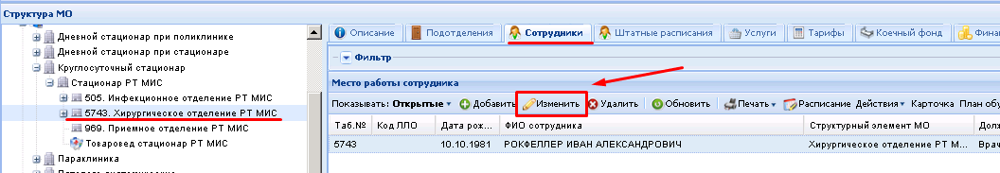 Структура МО
Дневной стационар при поликлинике
Дневной стационар при стационаре
Круглосуточный стационар
Стационар РТ МИС
505. Инфекционное отделение РТ МИС
5743. Хирургическое отделение РТ МИС
969. Приемное отделение РТ МИС
Товаровед стационар РТ МИС
Параклиника
Описание Подотделения Сотрудники Штатные расписания Услуги Тарифы Коечный фонд Финан
Фильтр
Место работы сотрудника
Показывать: Открытые Добавить Изменить Удалить Обновить Печать Расписание Действия Карточка План об
Таб.№ Код ЛЛО Дата рож... ФИО сотрудника Структурный элемент МО Долж
5743 10.10.1981 РОКФЕЛЛЕР ИВАН АЛЕКСАНДРОВИЧ Хирургическое отделение РТ М... Врач